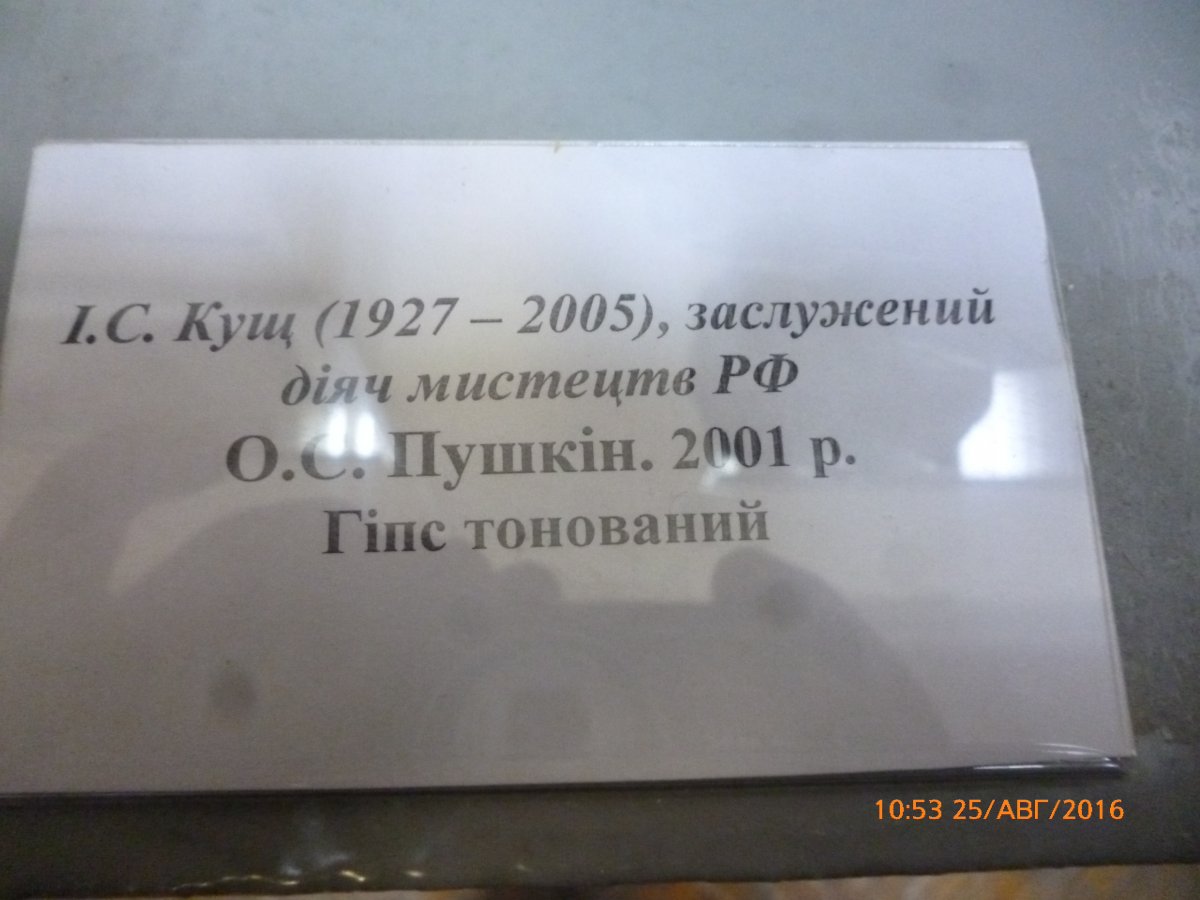 І.С. Кущ (1927 – 2005), заслужений
діяч мистецтв РФ
О.С. Пушкін. 2001 р.
Гіпс тонований
10:53 25/АВГ/2016